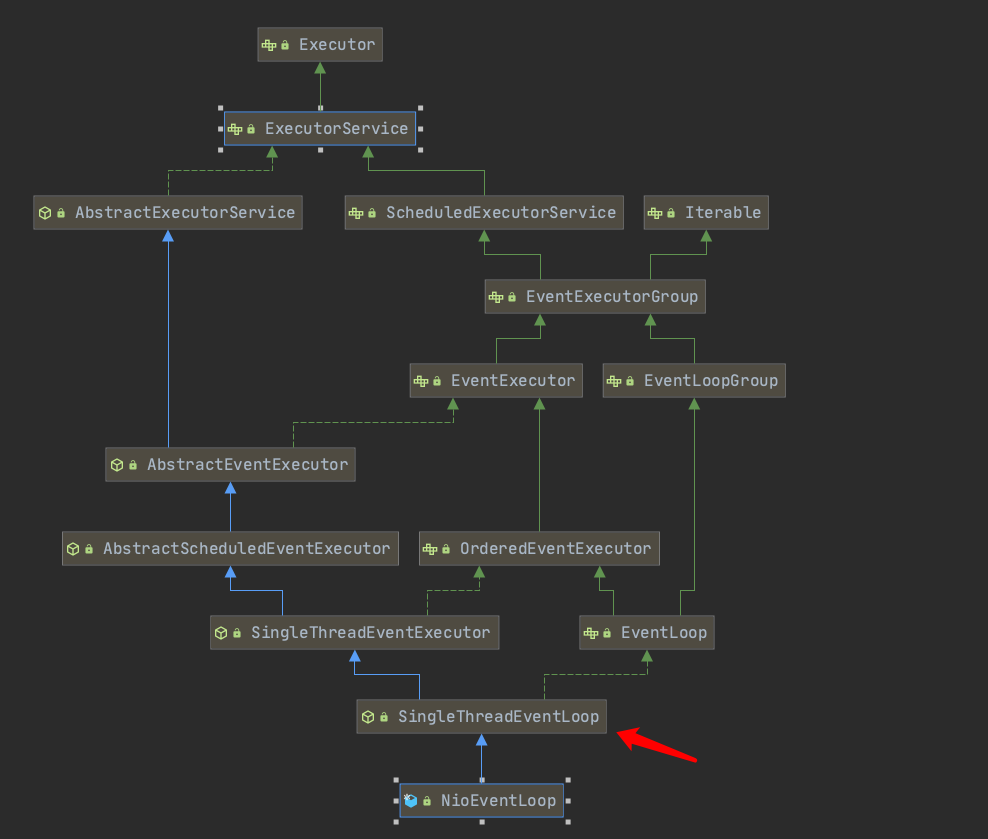 Executor
ExecutorService
AbstractExecutorService
ScheduledExecutorService
Iterable
EventExecutorGroup
EventExecutor
EventLoopGroup
AbstractEventExecutor
AbstractScheduledEventExecutor
OrderedEventExecutor
SingleThreadEventExecutor
EventLoop
SingleThreadEventLoop
NioEventLoop